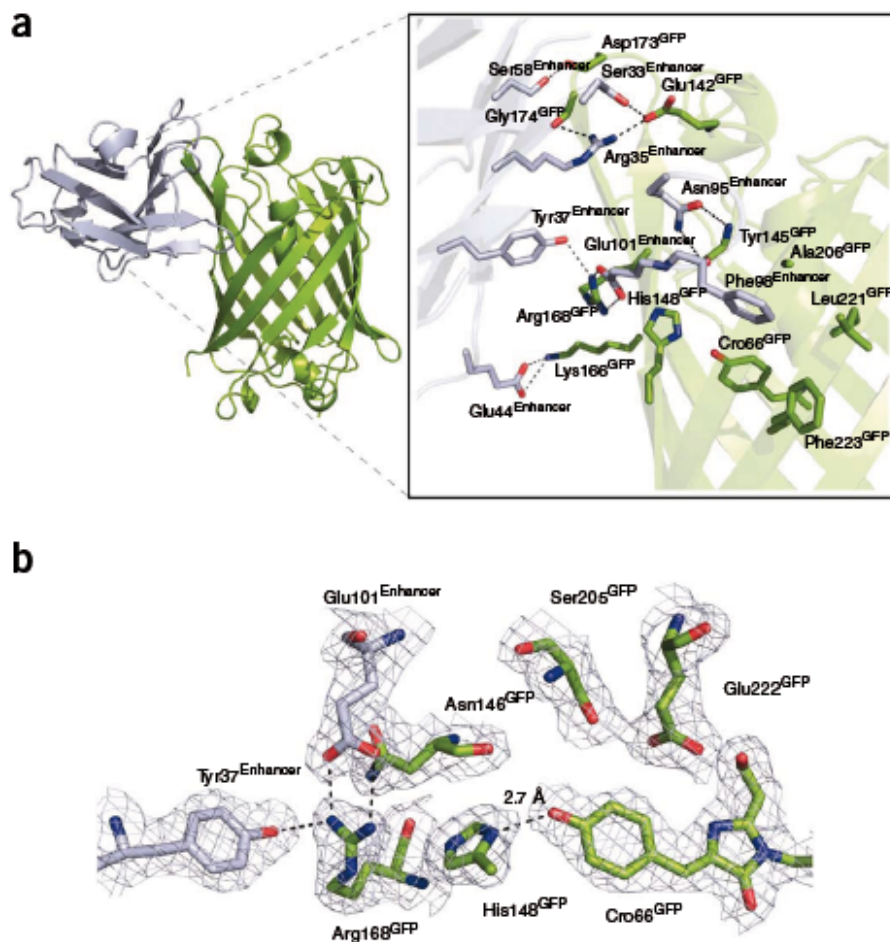 a
Asp173GFP
Ser58Enhancer
Ser33Enhancer
Glu142GFP
Gly174GFP
Arg35Enhancer
Asn95Enhancer
Tyr37Enhancer
Glu101Enhancer
Tyr145GFP
Ala206GFP
Phe98Enhancer
Arg168GFP
His148GFP
Leu221GFP
Cro66GFP
Lys166GFP
Glu44Enhancer
Phe223GFP
b
Glu101Enhancer
Ser205GFP
Asn146GFP
Glu222GFP
Tyr37Enhancer
2.7 Å
His148GFP
Cro66GFP
Arg168GFP